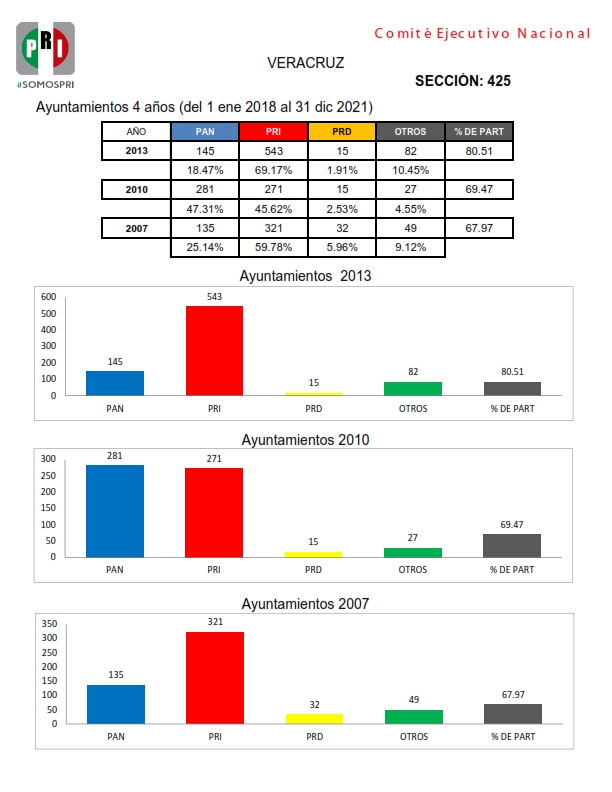 Comité Ejecutivo Nacional
PRI
#SOMOSPRI
VERACRUZ
SECCIÓN: 425
Ayuntamientos 4 años (del 1 ene 2018 al 31 dic 2021)
AÑO PAN PRI PRD OTROS % DE PART
2013 145 543 15 82 80.51
18.47% 69.17% 1.91% 10.45%
2010 281 271 15 27 69.47
47.31% 45.62% 2.53% 4.55%
2007 135 321 32 49 67.97
25.14% 59.78% 5.96% 9.12%
Ayuntamientos 2013
600
500
400
300
200
100
0
145 543 15 82 80.51
PAN PRI PRD OTROS % DE PART
Ayuntamientos 2010
300
250
200
150
100
50
0
281 271 15 27 69.47
PAN PRI PRD OTROS % DE PART
Ayuntamientos 2007
350
300
250
200
150
100
50
0
135 321 32 49 67.97
PAN PRI PRD OTROS % DE PART